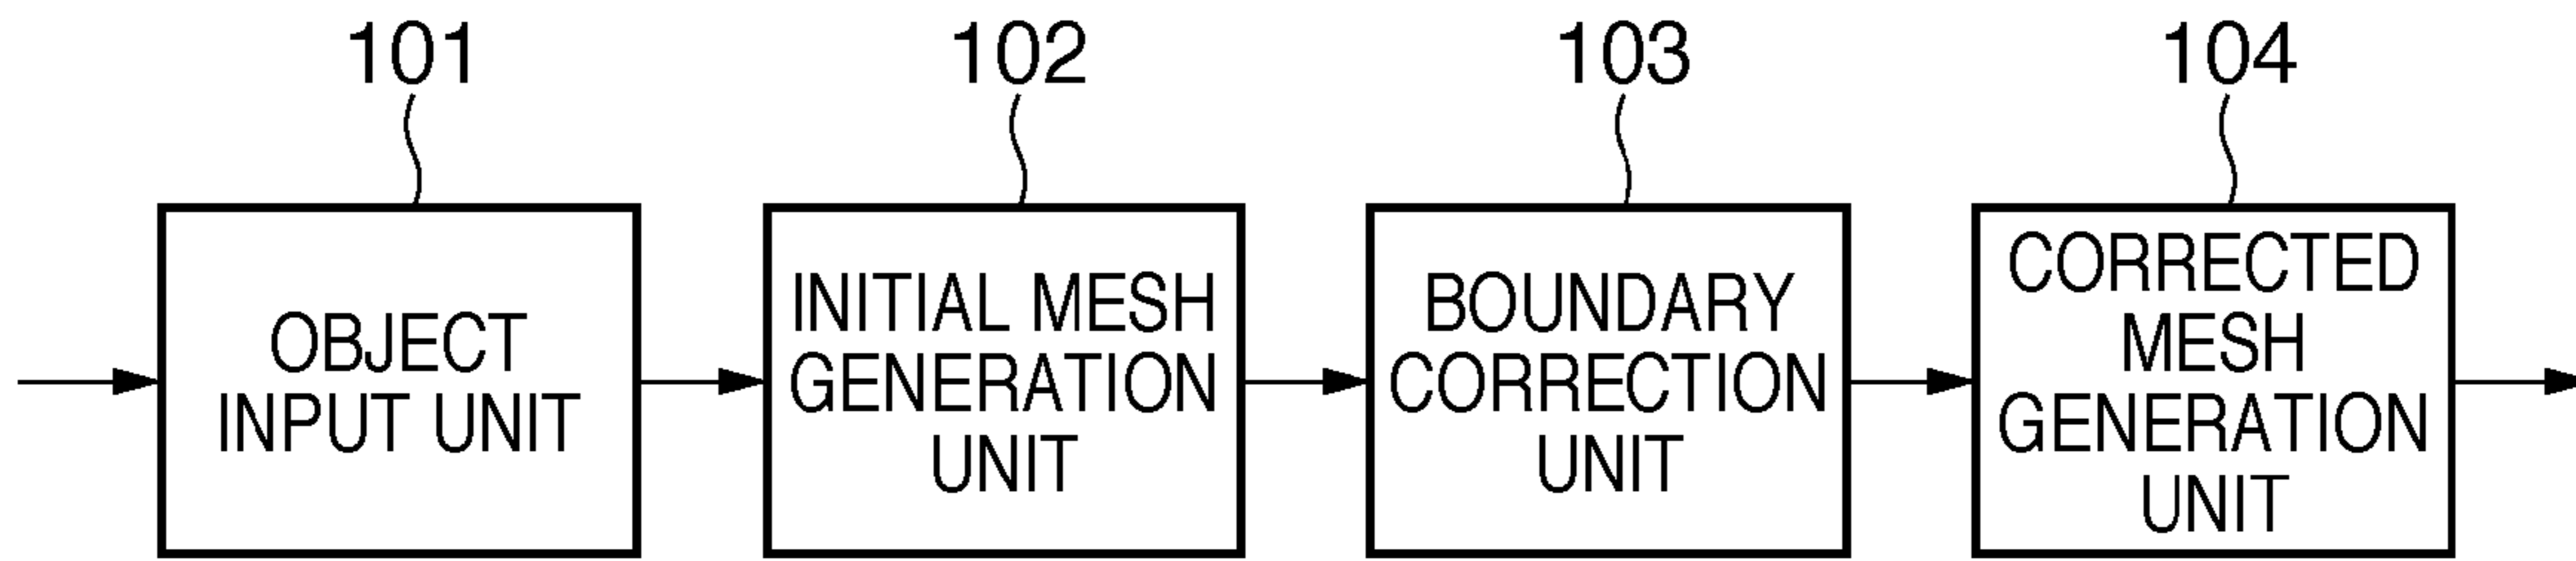 101
102
103
104
OBJECT
INPUT UNIT
INITIAL MESH
GENERATION
UNIT
BOUNDARY
CORRECTION
UNIT
CORRECTED
MESH
GENERATION
UNIT